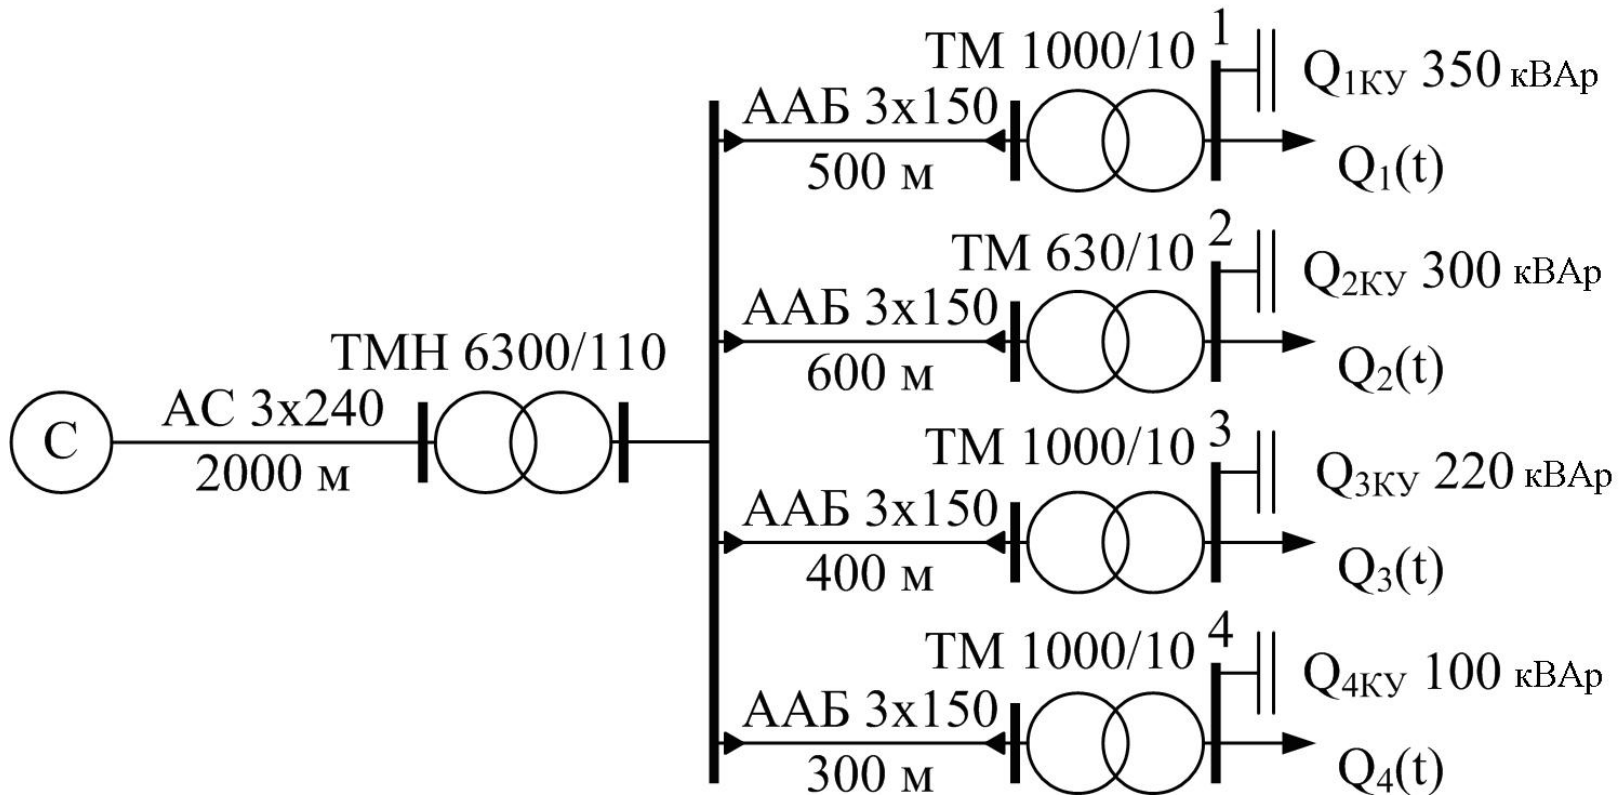 ТМ 1000/10 1
Q1КУ 350 кВАр
ААБ 3х150
500 м
Q1(t)
ТМ 630/10 2
Q2КУ 300 кВАр
ААБ 3х150
600 м
Q2(t)
ТМН 6300/110
С
АС 3х240
2000 м
ТМ 1000/10 3
Q3КУ 220 кВАр
ААБ 3х150
400 м
Q3(t)
ТМ 1000/10 4
Q4КУ 100 кВАр
ААБ 3х150
300 м
Q4(t)